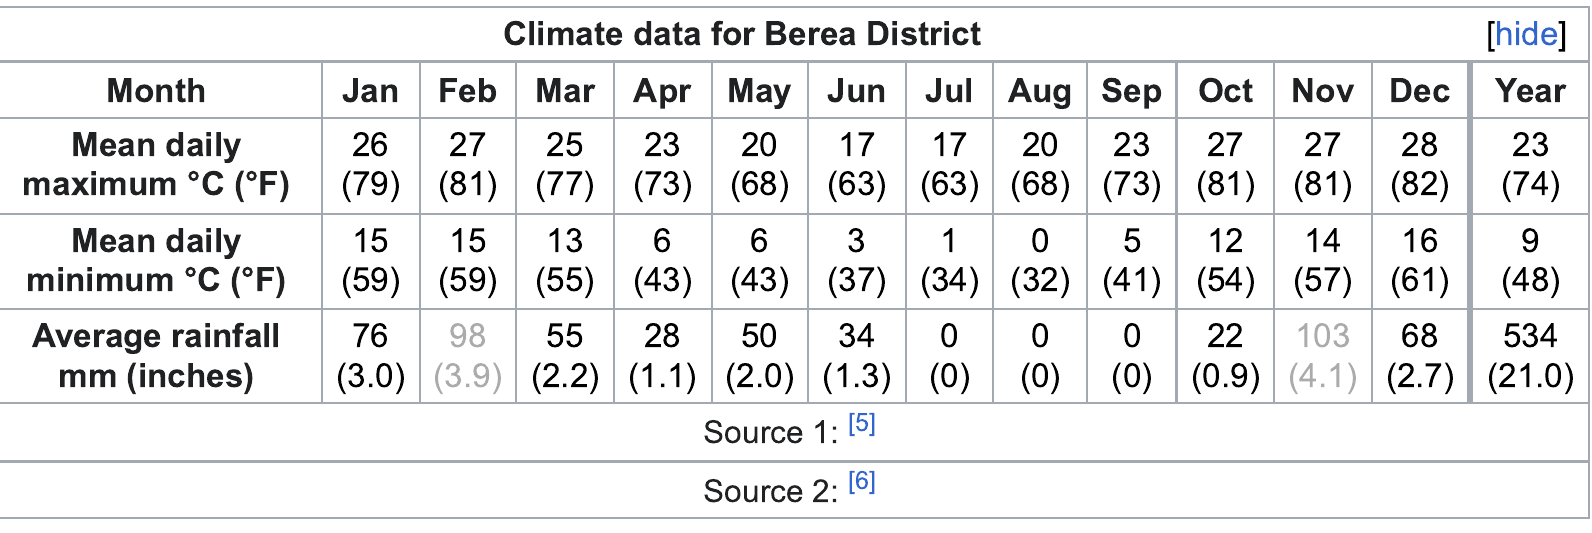 Climate data for Berea District [hide]
Month Jan Feb Mar Apr May Jun Jul Aug Sep Oct Nov Dec Year
Mean daily 26 27 25 23 20 17 17 20 23 27 27 28 23
maximum °C (°F) (79) (81) (77) (73) (68) (63) (63) (68) (73) (81) (81) (82) (74)
Mean daily 15 15 13 6 6 3 1 0 5 12 14 16 9
minimum °C (°F) (59) (59) (55) (43) (43) (37) (34) (32) (41) (54) (57) (61) (48)
Average rainfall 76 98 55 28 50 34 0 0 0 22 103 68 534
mm (inches) (3.0) (3.9) (2.2) (1.1) (2.0) (1.3) (0) (0) (0) (0.9) (4.1) (2.7) (21.0)
Source 1: [5]
Source 2: [6]